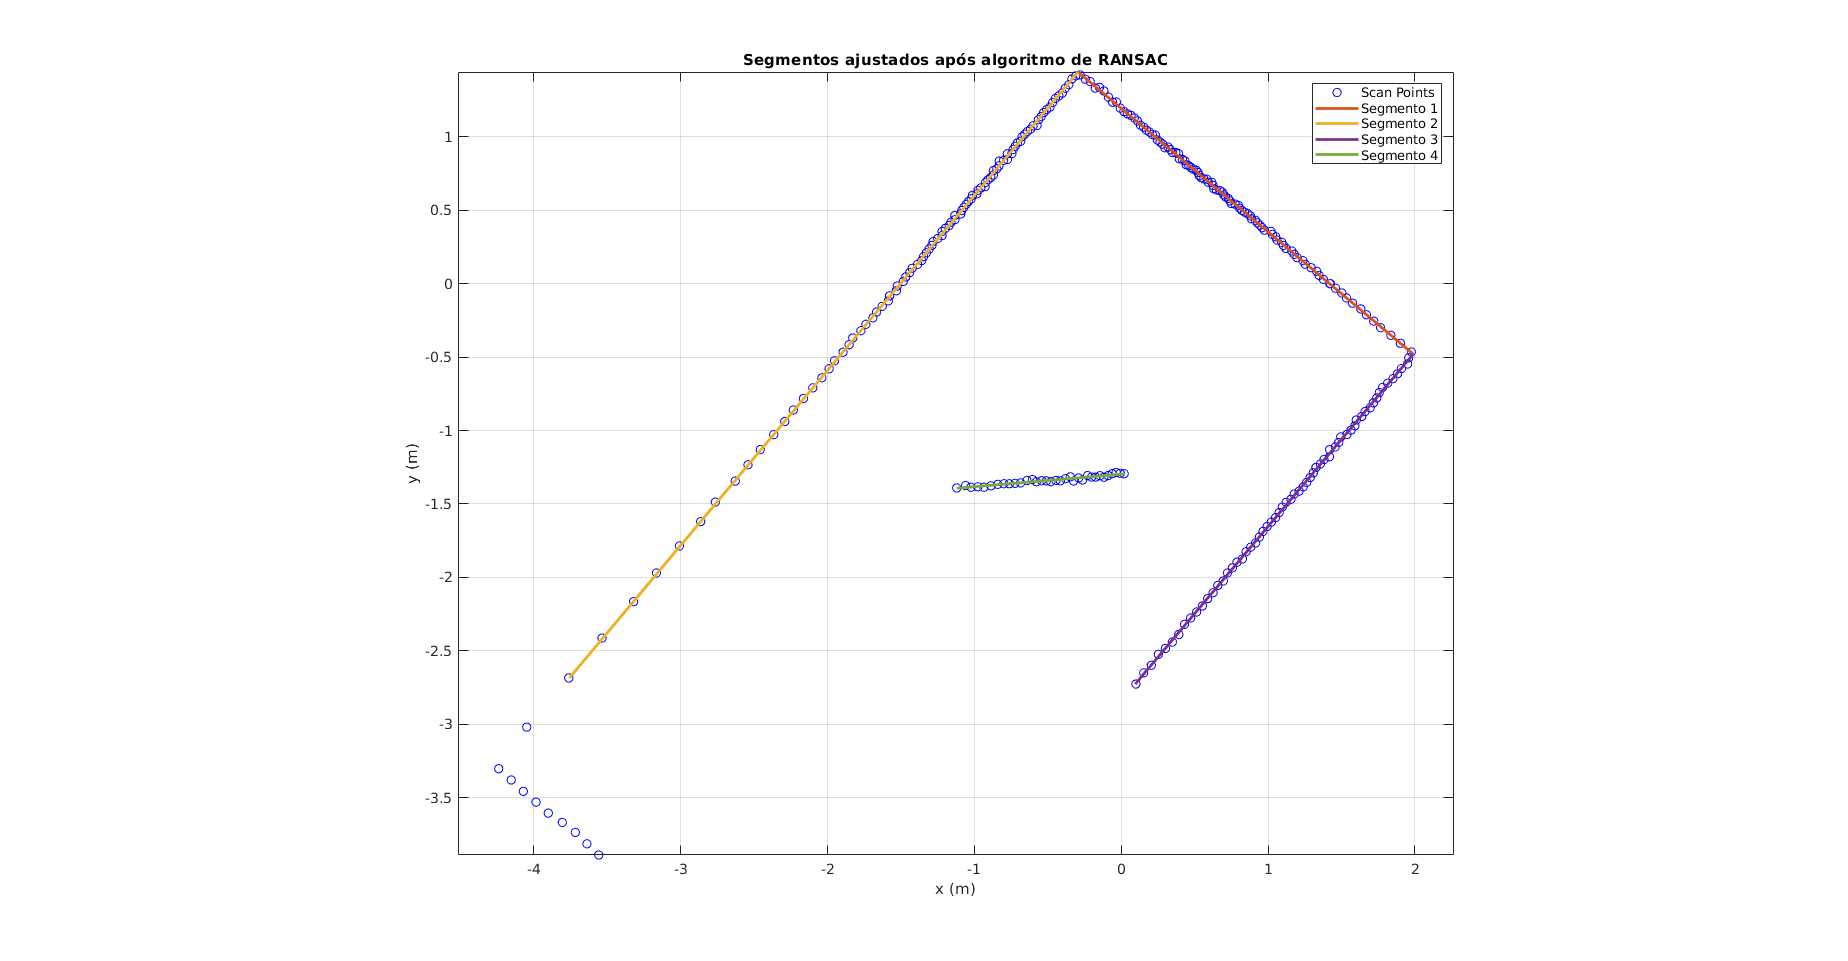 Segmentos ajustados após algoritmo de RANSAC
Scan Points
Segmento 1
Segmento 2
Segmento 3
Segmento 4
1
0.5
0
-0.5
-1
-1.5
-2
-2.5
-3
-3.5
y (m)
-4 -3 -2 -1 0 1 2
x (m)